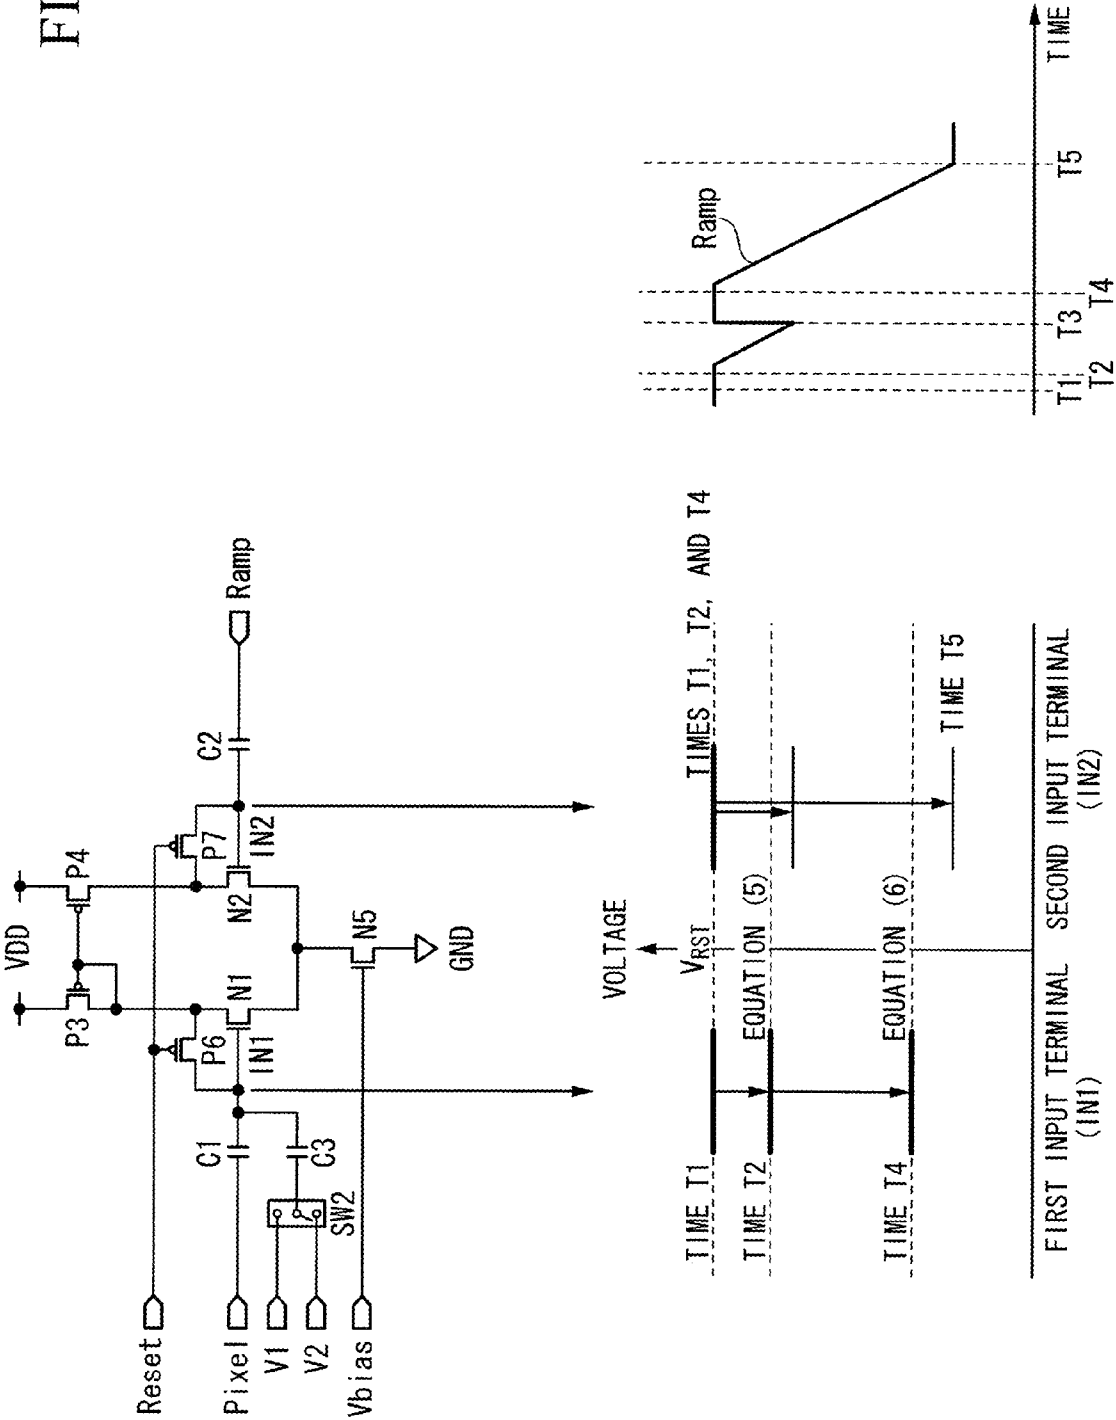 FI
VDD
P3
P4
Reset
P6
P7
Pixel
C1
IN1
N1
N2
IN2
C2
Ramp
V1
V2
C3
SW2
Vbias
N5
GND
VOLTAGE
VRST
TIME T1
TIMES T1, T2, AND T4
TIME T2
EQUATION (5)
TIME T4
EQUATION (6)
TIME T5
FIRST INPUT TERMINAL
(IN1)
SECOND INPUT TERMINAL
(IN2)
Ramp
T1
T2
T3
T4
T5
TIME